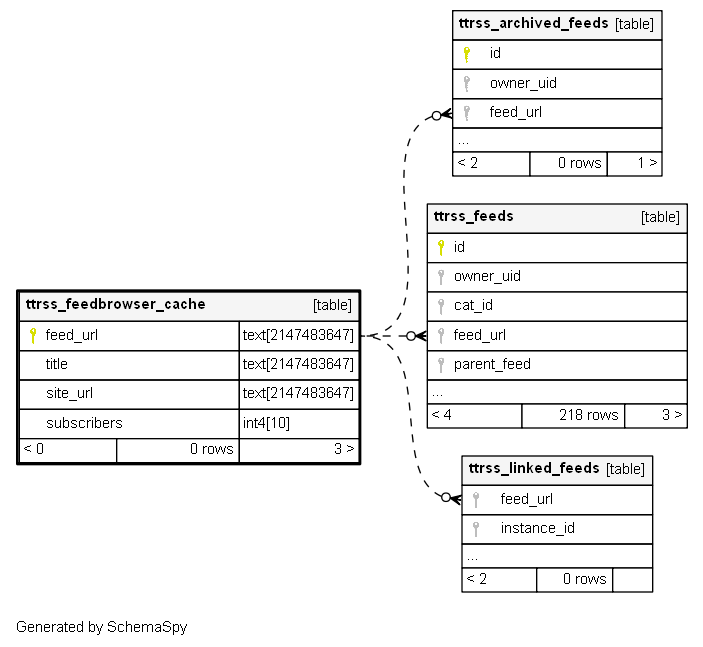 ttrss_archived_feeds [table]
id
owner_uid
feed_url
...
< 2 0 rows 1 >
ttrss_feeds [table]
id
owner_uid
cat_id
feed_url
parent_feed
...
< 4 218 rows 3 >
ttrss_feedbrowser_cache [table]
feed_url text[2147483647]
title text[2147483647]
site_url text[2147483647]
subscribers int4[10]
< 0 0 rows 3 >
ttrss_linked_feeds [table]
feed_url
instance_id
...
< 2 0 rows
Generated by SchemaSpy